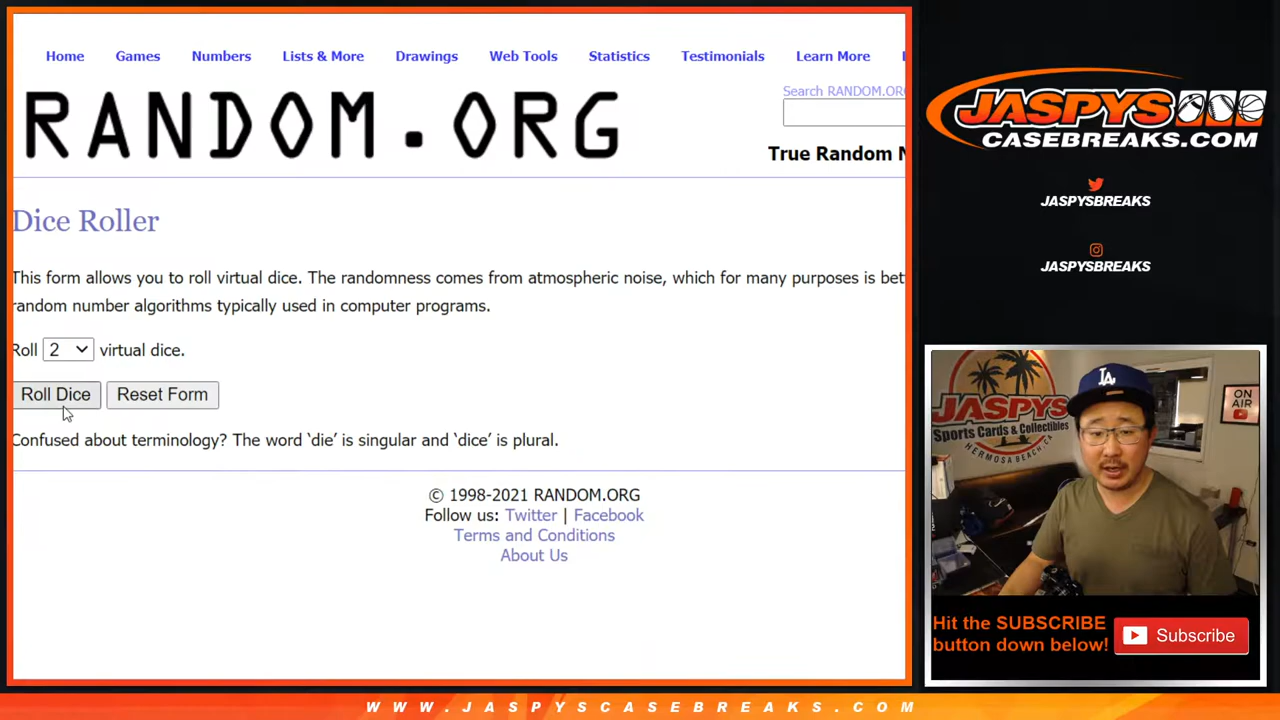 Home Games Numbers Lists & More Drawings Web Tools Statistics Testimonials Learn More
Search RANDOM.ORG
RANDOM.ORG
True Random N
Dice Roller
This form allows you to roll virtual dice. The randomness comes from atmospheric noise, which for many purposes is bet
random number algorithms typically used in computer programs.
Roll 2 virtual dice.
Roll Dice Reset Form
Confused about terminology? The word ‘die’ is singular and ‘dice’ is plural.
© 1998-2021 RANDOM.ORG
Follow us: Twitter | Facebook
Terms and Conditions
About Us
JASPYS
CASEBREAKS.COM
JASPYSBREAKS
JASPYSBREAKS
JASPYS
Sports Cards & Collectibles
HERMOSA BEACH, CA
LA
ON
AIR
Hit the SUBSCRIBE
button down below!
Subscribe
WWW.JASPYSCASEBREAKS.COM